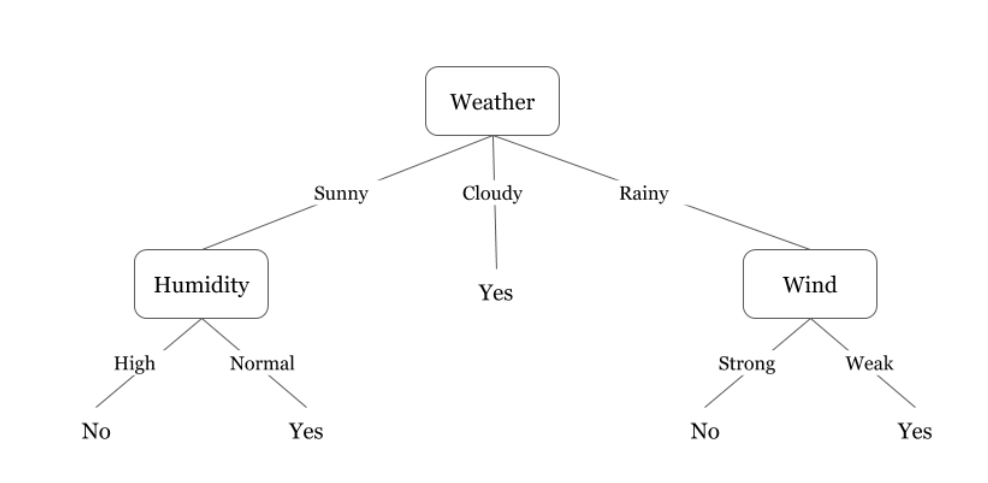 Weather
Sunny
Cloudy
Rainy
Humidity
Yes
Wind
High
Normal
Strong
Weak
No
Yes
No
Yes